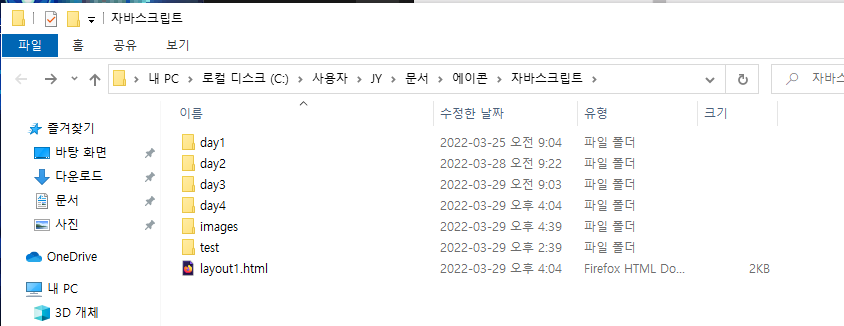 자바스크립트
파일 홈 공유 보기
내 PC 로컬 디스크 (C:) 사용자 JY 문서 에이콘 자바스크립트 자바스
이름 수정한 날짜 유형 크기
즐겨찾기
바탕 화면
다운로드
문서
사진
OneDrive
내 PC
3D 개체
day1 2022-03-25 오전 9:04 파일 폴더
day2 2022-03-28 오전 9:22 파일 폴더
day3 2022-03-29 오전 9:03 파일 폴더
day4 2022-03-29 오후 4:04 파일 폴더
images 2022-03-29 오후 4:39 파일 폴더
test 2022-03-29 오후 2:39 파일 폴더
layout1.html 2022-03-29 오후 4:04 Firefox HTML Do... 2KB